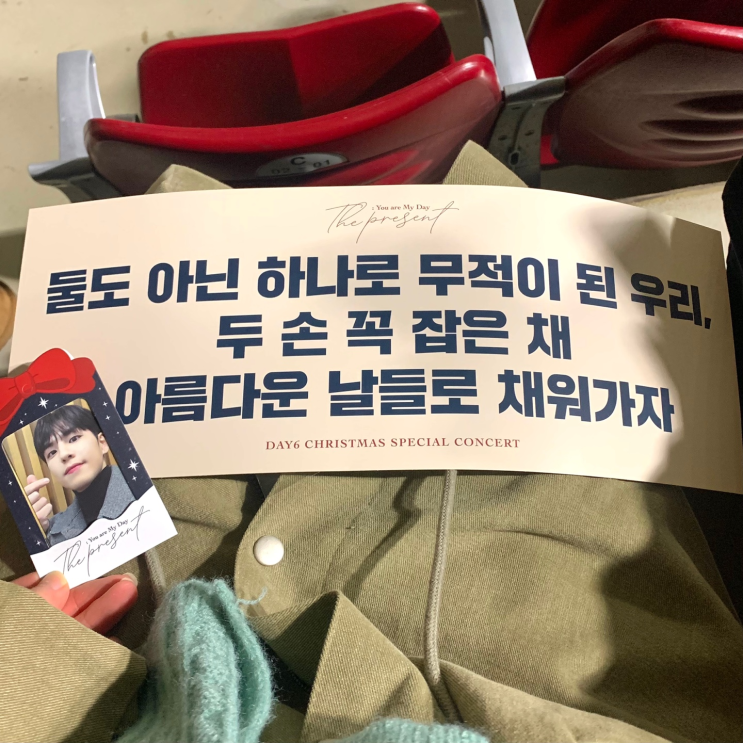 C
03 01
: You are My Day
The present
둘도 아닌 하나로 무적이 된 우리,
두 손 꼭 잡은 채
아름다운 날들로 채워가자
DAY6 CHRISTMAS SPECIAL CONCERT
: You are My Day
The present